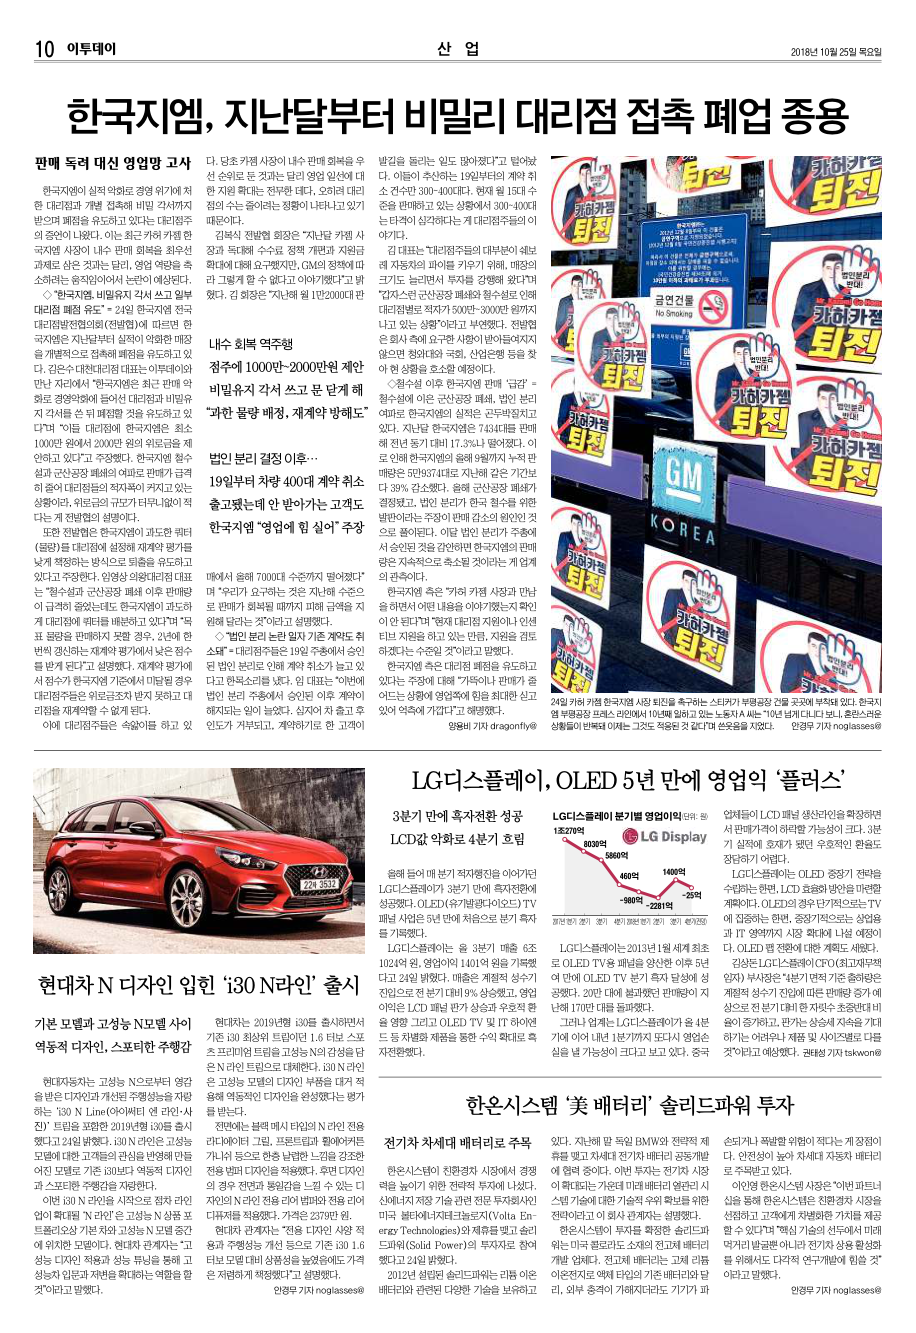 10 이투데이
산 업
2018년 10월 25일 목요일
한국지엠, 지난달부터 비밀리 대리점 접촉 폐업 종용
판매 독려 대신 영업망 고사
한국지엠이 실적 악화로 경영 위기에 처
한 대리점과 개별 접촉해 비밀 각서까지
받으며 폐점을 유도하고 있다는 대리점주
의 증언이 나왔다. 이는 최근 카허 카젬 한
국지엠 사장이 내수 판매 회복을 최우선
과제로 삼은 것과는 달리, 영업 역량을 축
소하려는 움직임이어서 논란이 예상된다.
◇“한국지엠, 비밀유지 각서 쓰고 일부
대리점 폐점 유도” = 24일 한국지엠 전국
대리점발전협의회(전발협)에 따르면 한
국지엠은 지난달부터 실적이 악화한 매장
을 개별적으로 접촉해 폐점을 유도하고 있
다. 김은수 대천대리점 대표는 이투데이와
만난 자리에서 “한국지엠은 최근 판매 악
화로 경영악화에 들어선 대리점과 비밀유
지 각서를 쓴 뒤 폐점할 것을 유도하고 있
다”며 “이들 대리점에 한국지엠은 최소
1000만 원에서 2000만 원의 위로금을 제
안하고 있다”고 주장했다. 한국지엠 철수
설과 군산공장 폐쇄의 여파로 판매가 급격
히 줄어 대리점들의 적자폭이 커지고 있는
상황이라, 위로금의 규모가 터무니없이 적
다는 게 전발협의 설명이다.
또한 전발협은 한국지엠이 과도한 쿼터
(물량)를 대리점에 설정해 재계약 평가를
낮게 책정하는 방식으로 퇴출을 유도하고
있다고 주장한다. 임영상 의왕대리점 대표
는 “철수설과 군산공장 폐쇄 이후 판매량
이 급격히 줄었는데도 한국지엠이 과도하
게 대리점에 쿼터를 배분하고 있다”며 “목
표 물량을 판매하지 못할 경우, 2년에 한
번씩 갱신하는 재계약 평가에서 낮은 점수
를 받게 된다”고 설명했다. 재계약 평가에
서 점수가 한국지엠 기준에서 미달될 경우
대리점주들은 위로금조차 받지 못하고 대
리점을 재계약할 수 없게 된다.
이에 대리점주들은 속앓이를 하고 있
다. 당초 카젬 사장이 내수 판매 회복을 우
선 순위로 둔 것과는 달리 영업 일선에 대
한 지원 확대는 전무한 데다, 오히려 대리
점의 수는 줄이려는 정황이 나타나고 있기
때문이다.
김복식 전발협 회장은 “지난달 카젬 사
장과 독대해 수수료 정책 개편과 지원금
확대에 대해 요구했지만, GM의 정책에 따
라 그렇게 할 수 없다고 이야기했다”고 밝
혔다. 김 회장은 “지난해 월 1만2000대 판
내수 회복 역주행
점주에 1000만~2000만원 제안
비밀유지 각서 쓰고 문 닫게 해
“과한 물량 배정, 재계약 방해도”
법인 분리 결정 이후…
19일부터 차량 400대 계약 취소
출고됐는데 안 받아가는 고객도
한국지엠 “영업에 힘 실어” 주장
매에서 올해 7000대 수준까지 떨어졌다”
며 “우리가 요구하는 것은 지난해 수준으
로 판매가 회복될 때까지 피해 금액을 지
원해 달라는 것”이라고 설명했다.
◇“법인 분리 논란 일자 기존 계약도 취
소돼” = 대리점주들은 19일 주총에서 승인
된 법인 분리로 인해 계약 취소가 늘고 있
다고 한목소리를 냈다. 임 대표는 “이번에
법인 분리 주총에서 승인된 이후 계약이
해지되는 일이 늘었다. 심지어 차 출고 후
인도가 거부되고, 계약하기로 한 고객이
발길을 돌리는 일도 많아졌다”고 털어놨
다. 이들이 추산하는 19일부터의 계약 취
소 건수만 300~400대다. 현재 월 15대 수
준을 판매하고 있는 상황에서 300~400대
는 타격이 심각하다는 게 대리점주들의 이
야기다.
김 대표는 “대리점주들의 대부분이 쉐보
레 자동차의 파이를 키우기 위해, 매장의
크기도 늘리면서 투자를 강행해 왔다”며
“갑자스런 군산공장 폐쇄와 철수설로 인해
대리점별로 적자가 500만~3000만 원까지
나고 있는 상황”이라고 부연했다. 전발협
은 회사 측에 요구한 사항이 받아들여지지
않으면 청와대와 국회, 산업은행 등을 찾
아 현 상황을 호소할 예정이다.
◇철수설 이후 한국지엠 판매 ‘급감’ =
철수설에 이은 군산공장 폐쇄, 법인 분리
여파로 한국지엠의 실적은 곤두박질치고
있다. 지난달 한국지엠은 7434대를 판매
해 전년 동기 대비 17.3%나 떨어졌다. 이
로 인해 한국지엠의 올해 9월까지 누적 판
매량은 5만9374대로 지난해 같은 기간보
다 39% 감소했다. 올해 군산공장 폐쇄가
결정됐고, 법인 분리가 한국 철수를 위한
발판이라는 주장이 판매 감소의 원인인 것
으로 풀이된다. 이달 법인 분리가 주총에
서 승인된 것을 감안하면 한국지엠의 판매
량은 지속적으로 축소될 것이라는 게 업계
의 관측이다.
한국지엠 측은 “카허 카젬 사장과 만남
을 하면서 어떤 내용을 이야기했는지 확인
이 안 된다”며 “현재 대리점 지원이나 인센
티브 지원을 하고 있는 만큼, 지원을 검토
하겠다는 수준일 것”이라고 말했다.
한국지엠 측은 대리점 폐점을 유도하고
있다는 주장에 대해 “가뜩이나 판매가 줄
어드는 상황에 영업쪽에 힘을 최대한 싣고
있어 억측에 가깝다”고 해명했다.
양용비 기자 dragonfly@
금연건물
No Smoking
법인분리
반대!
Mr. Kaher Go Home
카허카젬
퇴진
GM
KOREA
24일 카허 카젬 한국지엠 사장 퇴진을 촉구하는 스티커가 부평공장 건물 곳곳에 부착돼 있다. 한국지
엠 부평공장 프레스 라인에서 10년째 일하고 있는 노동자 A 씨는 “10년 넘게 다니다 보니, 혼란스러운
상황들이 반복돼 이제는 그것도 적응된 것 같다”며 쓴웃음을 지었다. 안경무 기자 noglasses@
224 3532
현대차 N 디자인 입힌 ‘i30 N라인’ 출시
기본 모델과 고성능 N모델 사이
역동적 디자인, 스포티한 주행감
현대자동차는 고성능 N으로부터 영감
을 받은 디자인과 개선된 주행성능을 자랑
하는 ‘i30 N Line(아이써티 엔 라인·사
진)’ 트림을 포함한 2019년형 i30를 출시
했다고 24일 밝혔다. i30 N 라인은 고성능
모델에 대한 고객들의 관심을 반영해 만들
어진 모델로 기존 i30보다 역동적 디자인
과 스포티한 주행감을 자랑한다.
이번 i30 N 라인을 시작으로 점차 라인
업이 확대될 ‘N 라인’은 고성능 N 상품 포
트폴리오상 기본 차와 고성능 N 모델 중간
에 위치한 모델이다. 현대차 관계자는 “고
성능 디자인 적용과 성능 튜닝을 통해 고
성능차 입문과 저변을 확대하는 역할을 할
것”이라고 말했다.
현대차는 2019년형 i30를 출시하면서
기존 i30 최상위 트림이던 1.6 터보 스포
츠 프리미엄 트림을 고성능 N의 감성을 담
은 N 라인 트림으로 대체한다. i30 N 라인
은 고성능 모델의 디자인 부품을 대거 적
용해 역동적인 디자인을 완성했다는 평가
를 받는다.
전면에는 블랙 메시 타입의 N 라인 전용
라디에이터 그릴, 프론트립과 휠에어커튼
가니쉬 등으로 한층 날렵한 느낌을 강조한
전용 범퍼 디자인을 적용했다. 후면 디자인
의 경우 전면과 통일감을 느낄 수 있는 디
자인의 N 라인 전용 리어 범퍼와 전용 리어
디퓨저를 적용했다. 가격은 2379만 원.
현대차 관계자는 “전용 디자인 사양 적
용과 주행성능 개선 등으로 기존 i30 1.6
터보 모델 대비 상품성을 높였음에도 가격
은 저렴하게 책정했다”고 설명했다.
안경무 기자 noglasses@
LG디스플레이, OLED 5년 만에 영업익 ‘플러스’
3분기 만에 흑자전환 성공
LCD값 악화로 4분기 흐림
올해 들어 매 분기 적자행진을 이어가던
LG디스플레이가 3분기 만에 흑자전환에
성공했다. OLED(유기발광다이오드) TV
패널 사업은 5년 만에 처음으로 분기 흑자
를 기록했다.
LG디스플레이는 올 3분기 매출 6조
1024억 원, 영업이익 1401억 원을 기록했
다고 24일 밝혔다. 매출은 계절적 성수기
진입으로 전 분기 대비 9% 상승했고, 영업
이익은 LCD 패널 판가 상승과 우호적 환
율 영향 그리고 OLED TV 및 IT 하이엔
드 등 차별화 제품을 통한 수익 확대로 흑
자전환했다.
LG디스플레이 분기별 영업이익(단위: 원)
LG Display
1조270억
8030억
5860억
460억
-980억
-2281억
1400억
-25억
2017년 1분기 2분기 3분기 4분기 2018년 1분기 2분기 3분기 4분기(전망)
LG디스플레이는 2013년 1월 세계 최초
로 OLED TV용 패널을 양산한 이후 5년
여 만에 OLED TV 분기 흑자 달성에 성
공했다. 20만 대에 불과했던 판매량이 지
난해 170만 대를 돌파했다.
그러나 업계는 LG디스플레이가 올 4분
기에 이어 내년 1분기까지 또다시 영업손
실을 낼 가능성이 크다고 보고 있다. 중국
업체들이 LCD 패널 생산라인을 확장하면
서 판매가격이 하락할 가능성이 크다. 3분
기 실적에 호재가 됐던 우호적인 환율도
장담하기 어렵다.
LG디스플레이는 OLED 중장기 전략을
수립하는 한편, LCD 효율화 방안을 마련할
계획이다. OLED의 경우 단기적으로는 TV
에 집중하는 한편, 중장기적으로는 상업용
과 IT 영역까지 시장 확대에 나설 예정이
다. OLED 팹 전환에 대한 계획도 세웠다.
김상돈 LG디스플레이 CFO(최고재무책
임자) 부사장은 “4분기 면적 기준 출하량은
계절적 성수기 진입에 따른 판매량 증가 예
상으로 전 분기 대비 한 자릿수 초중반대 비
율이 증가하고, 판가는 상승세 지속을 기대
하기는 어려우나 제품 및 사이즈별로 다를
것”이라고 예상했다. 권태성 기자 tskwon@
한온시스템 ‘美 배터리’ 솔리드파워 투자
전기차 차세대 배터리로 주목
한온시스템이 친환경차 시장에서 경쟁
력을 높이기 위한 전략적 투자에 나섰다.
신에너지 저장 기술 관련 전문 투자회사인
미국 볼타에너지테크놀로지(Volta En-
ergy Technologies)와 제휴를 맺고 솔리
드파워(Solid Power)의 투자자로 참여
했다고 24일 밝혔다.
2012년 설립된 솔리드파워는 리튬 이온
배터리와 관련된 다양한 기술을 보유하고
있다. 지난해 말 독일 BMW와 전략적 제
휴를 맺고 차세대 전기차 배터리 공동개발
에 협력 중이다. 이번 투자는 전기차 시장
이 확대되는 가운데 미래 배터리 열관리 시
스템 기술에 대한 기술적 우위 확보를 위한
전략이라고 이 회사 관계자는 설명했다.
한온시스템이 투자를 확정한 솔리드파
워는 미국 콜로라도 소재의 전고체 배터리
개발 업체다. 전고체 배터리는 고체 리튬
이온전지로 액체 타입의 기존 배터리와 달
리, 외부 충격이 가해지더라도 기기가 파
손되거나 폭발할 위험이 적다는 게 장점이
다. 안전성이 높아 차세대 자동차 배터리
로 주목받고 있다.
이인영 한온시스템 사장은 “이번 파트너
십을 통해 한온시스템은 친환경차 시장을
선점하고 고객에게 차별화한 가치를 제공
할 수 있다”며 “핵심 기술의 선두에서 미래
먹거리 발굴뿐 아니라 전기차 상용 활성화
를 위해서도 다각적 연구개발에 힘쓸 것”
이라고 말했다.
안경무 기자 noglasses@